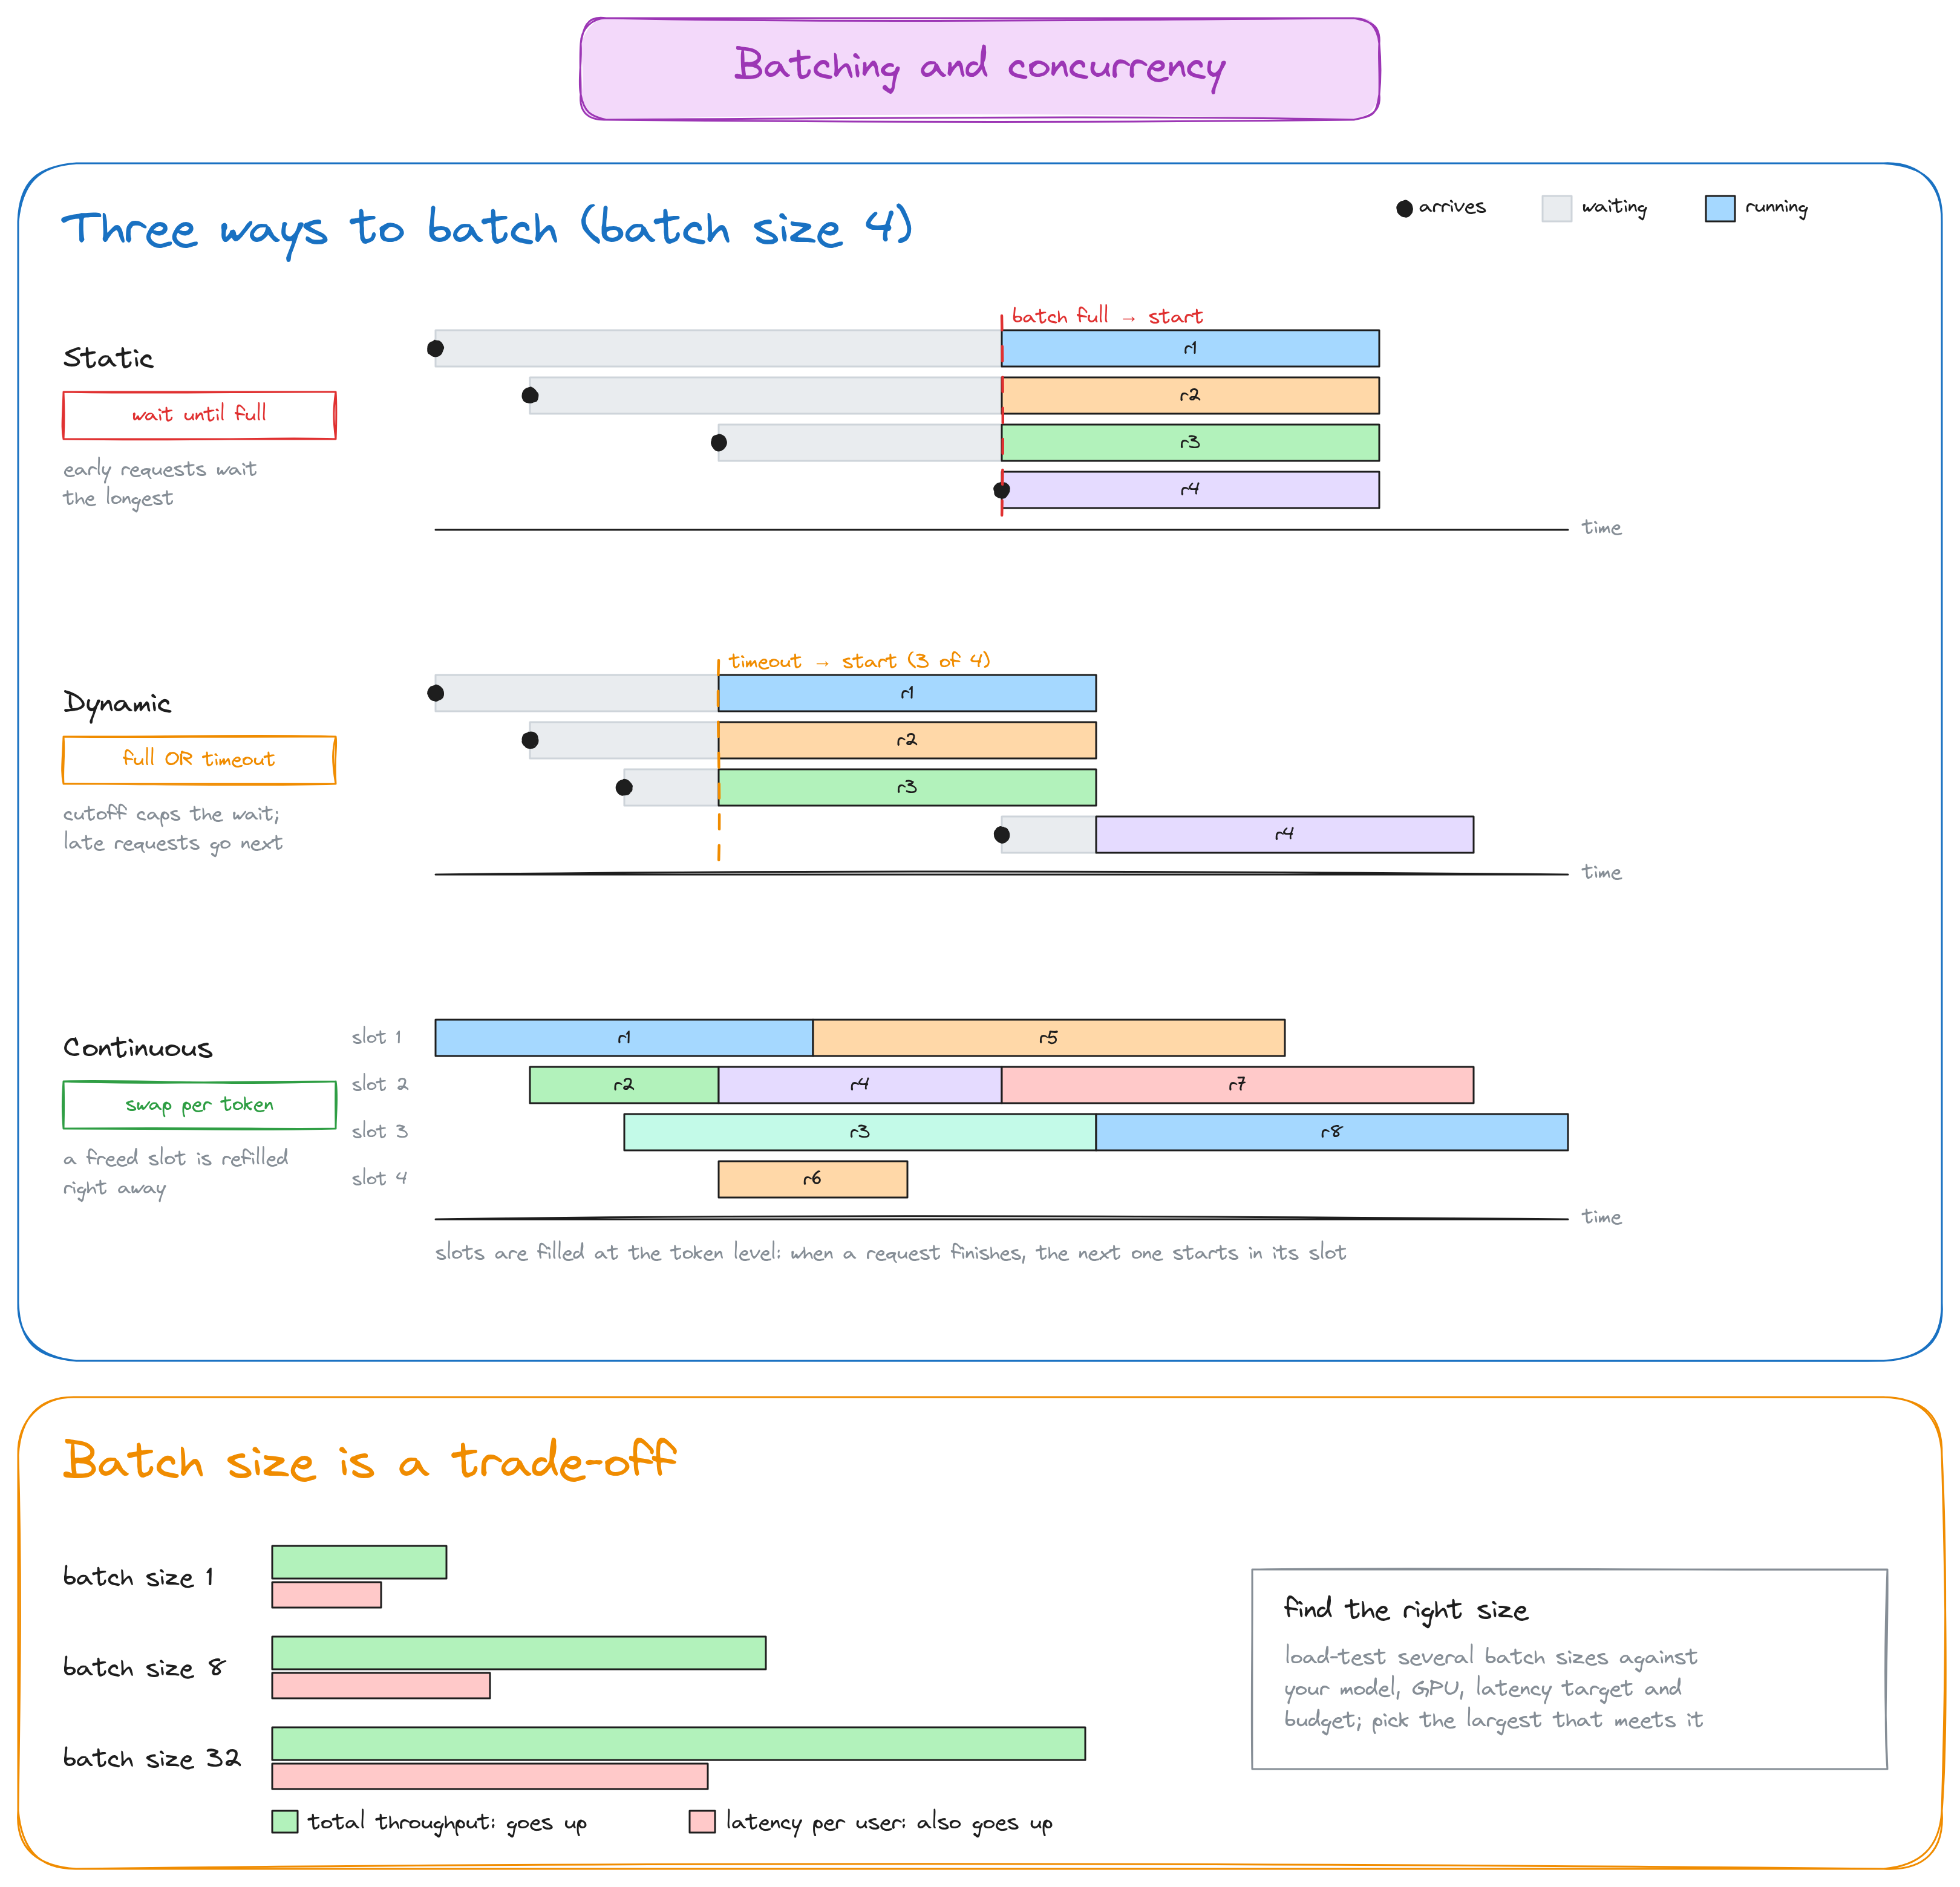 Batching and concurrency
Three ways to batch (batch size 4)
arrives
waiting
running
Static
wait until full
early requests wait
the longest
batch full → start
r1
r2
r3
r4
time
Dynamic
full OR timeout
cutoff caps the wait;
late requests go next
timeout → start (3 of 4)
r1
r2
r3
r4
time
Continuous
swap per token
a freed slot is refilled
right away
slot 1
r1
r5
slot 2
r2
r4
r7
slot 3
r3
r8
slot 4
r6
time
slots are filled at the token level: when a request finishes, the next one starts in its slot
Batch size is a trade-off
batch size 1
batch size 8
batch size 32
total throughput: goes up
latency per user: also goes up
find the right size
load-test several batch sizes against
your model, GPU, latency target and
budget; pick the largest that meets it